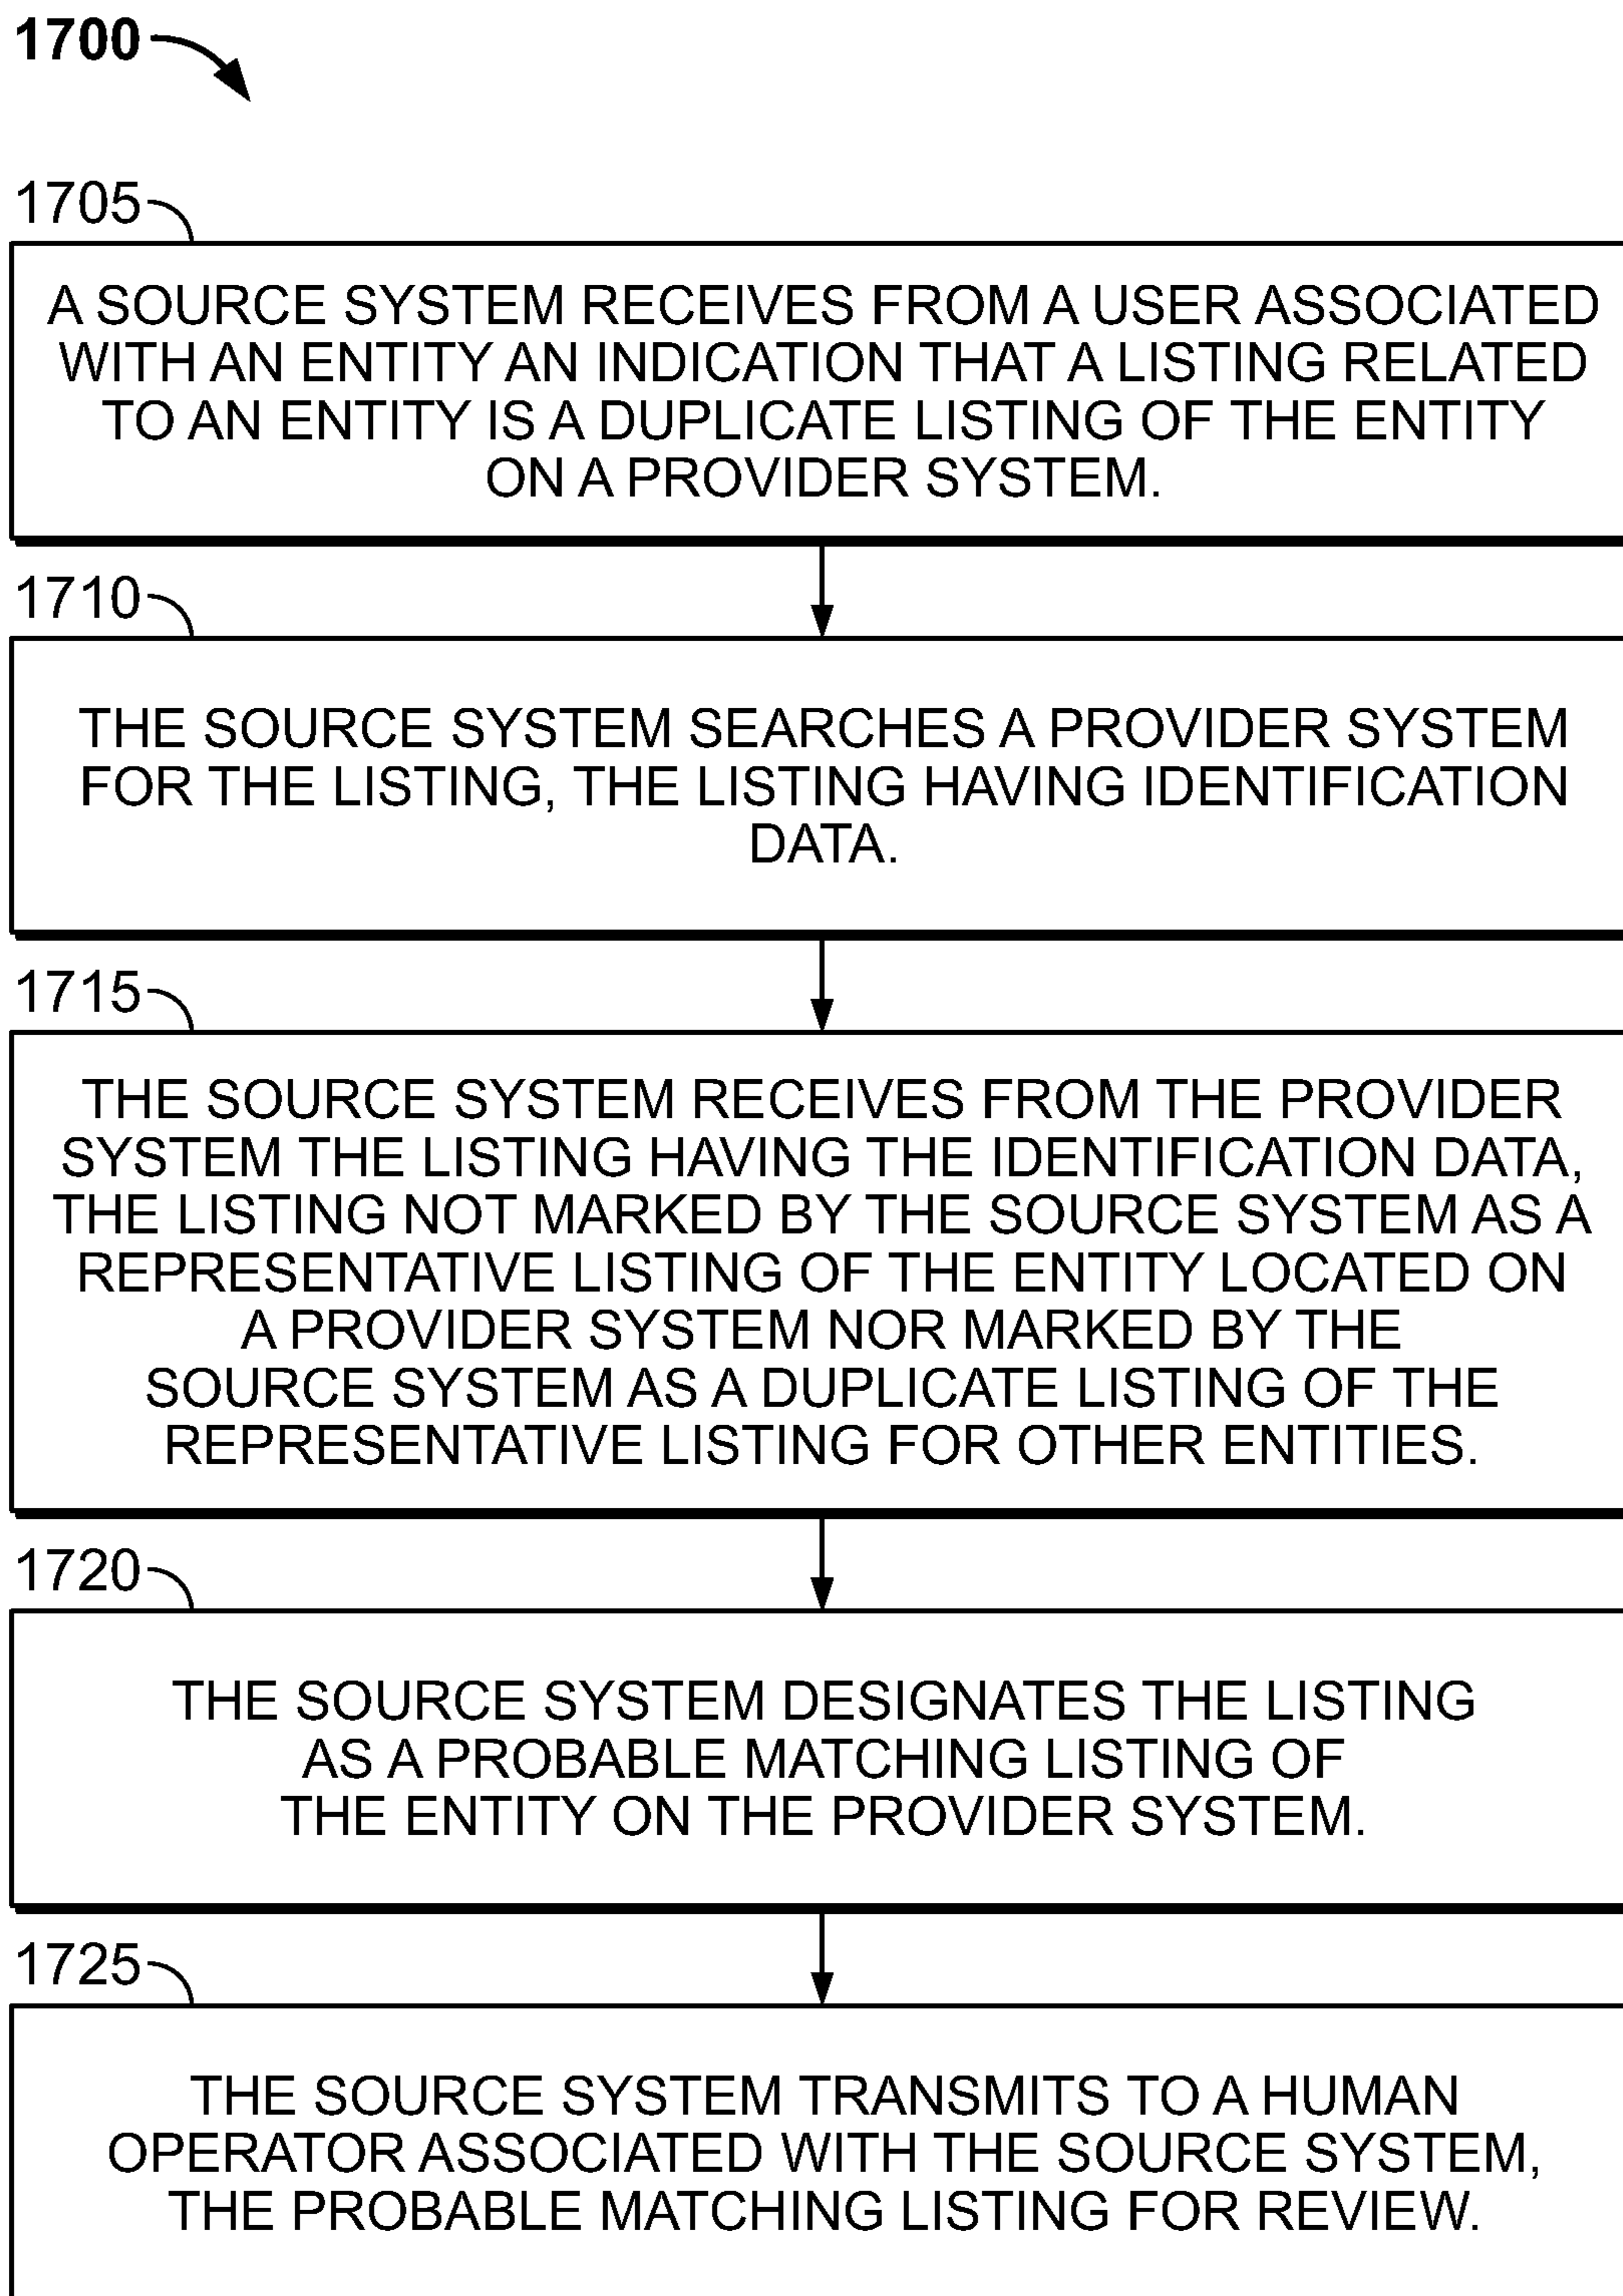 1700
1705
A SOURCE SYSTEM RECEIVES FROM A USER ASSOCIATED
WITH AN ENTITY AN INDICATION THAT A LISTING RELATED
TO AN ENTITY IS A DUPLICATE LISTING OF THE ENTITY
ON A PROVIDER SYSTEM.
1710
THE SOURCE SYSTEM SEARCHES A PROVIDER SYSTEM
FOR THE LISTING, THE LISTING HAVING IDENTIFICATION
DATA.
1715
THE SOURCE SYSTEM RECEIVES FROM THE PROVIDER
SYSTEM THE LISTING HAVING THE IDENTIFICATION DATA,
THE LISTING NOT MARKED BY THE SOURCE SYSTEM AS A
REPRESENTATIVE LISTING OF THE ENTITY LOCATED ON
A PROVIDER SYSTEM NOR MARKED BY THE
SOURCE SYSTEM AS A DUPLICATE LISTING OF THE
REPRESENTATIVE LISTING FOR OTHER ENTITIES.
1720
THE SOURCE SYSTEM DESIGNATES THE LISTING
AS A PROBABLE MATCHING LISTING OF
THE ENTITY ON THE PROVIDER SYSTEM.
1725
THE SOURCE SYSTEM TRANSMITS TO A HUMAN
OPERATOR ASSOCIATED WITH THE SOURCE SYSTEM,
THE PROBABLE MATCHING LISTING FOR REVIEW.